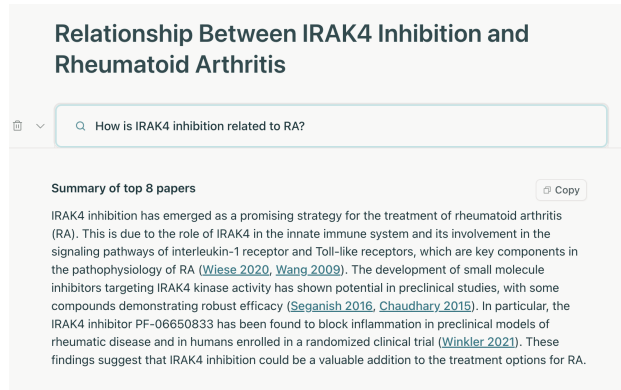 Relationship Between IRAK4 Inhibition and
Rheumatoid Arthritis
How is IRAK4 inhibition related to RA?
Summary of top 8 papers
Copy
IRAK4 inhibition has emerged as a promising strategy for the treatment of rheumatoid arthritis
(RA). This is due to the role of IRAK4 in the innate immune system and its involvement in the
signaling pathways of interleukin-1 receptor and Toll-like receptors, which are key components in
the pathophysiology of RA (Wiese 2020, Wang 2009). The development of small molecule
inhibitors targeting IRAK4 kinase activity has shown potential in preclinical studies, with some
compounds demonstrating robust efficacy (Seganish 2016, Chaudhary 2015). In particular, the
IRAK4 inhibitor PF-06650833 has been found to block inflammation in preclinical models of
rheumatic disease and in humans enrolled in a randomized clinical trial (Winkler 2021). These
findings suggest that IRAK4 inhibition could be a valuable addition to the treatment options for RA.